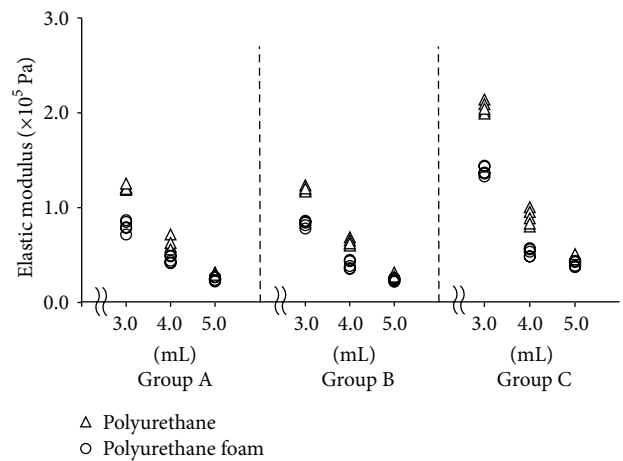 Elastic modulus (×10⁵ Pa)
3.0
2.0
1.0
0.0
3.0 4.0 5.0 3.0 4.0 5.0 3.0 4.0 5.0
(mL) (mL) (mL)
Group A Group B Group C
Polyurethane
Polyurethane foam